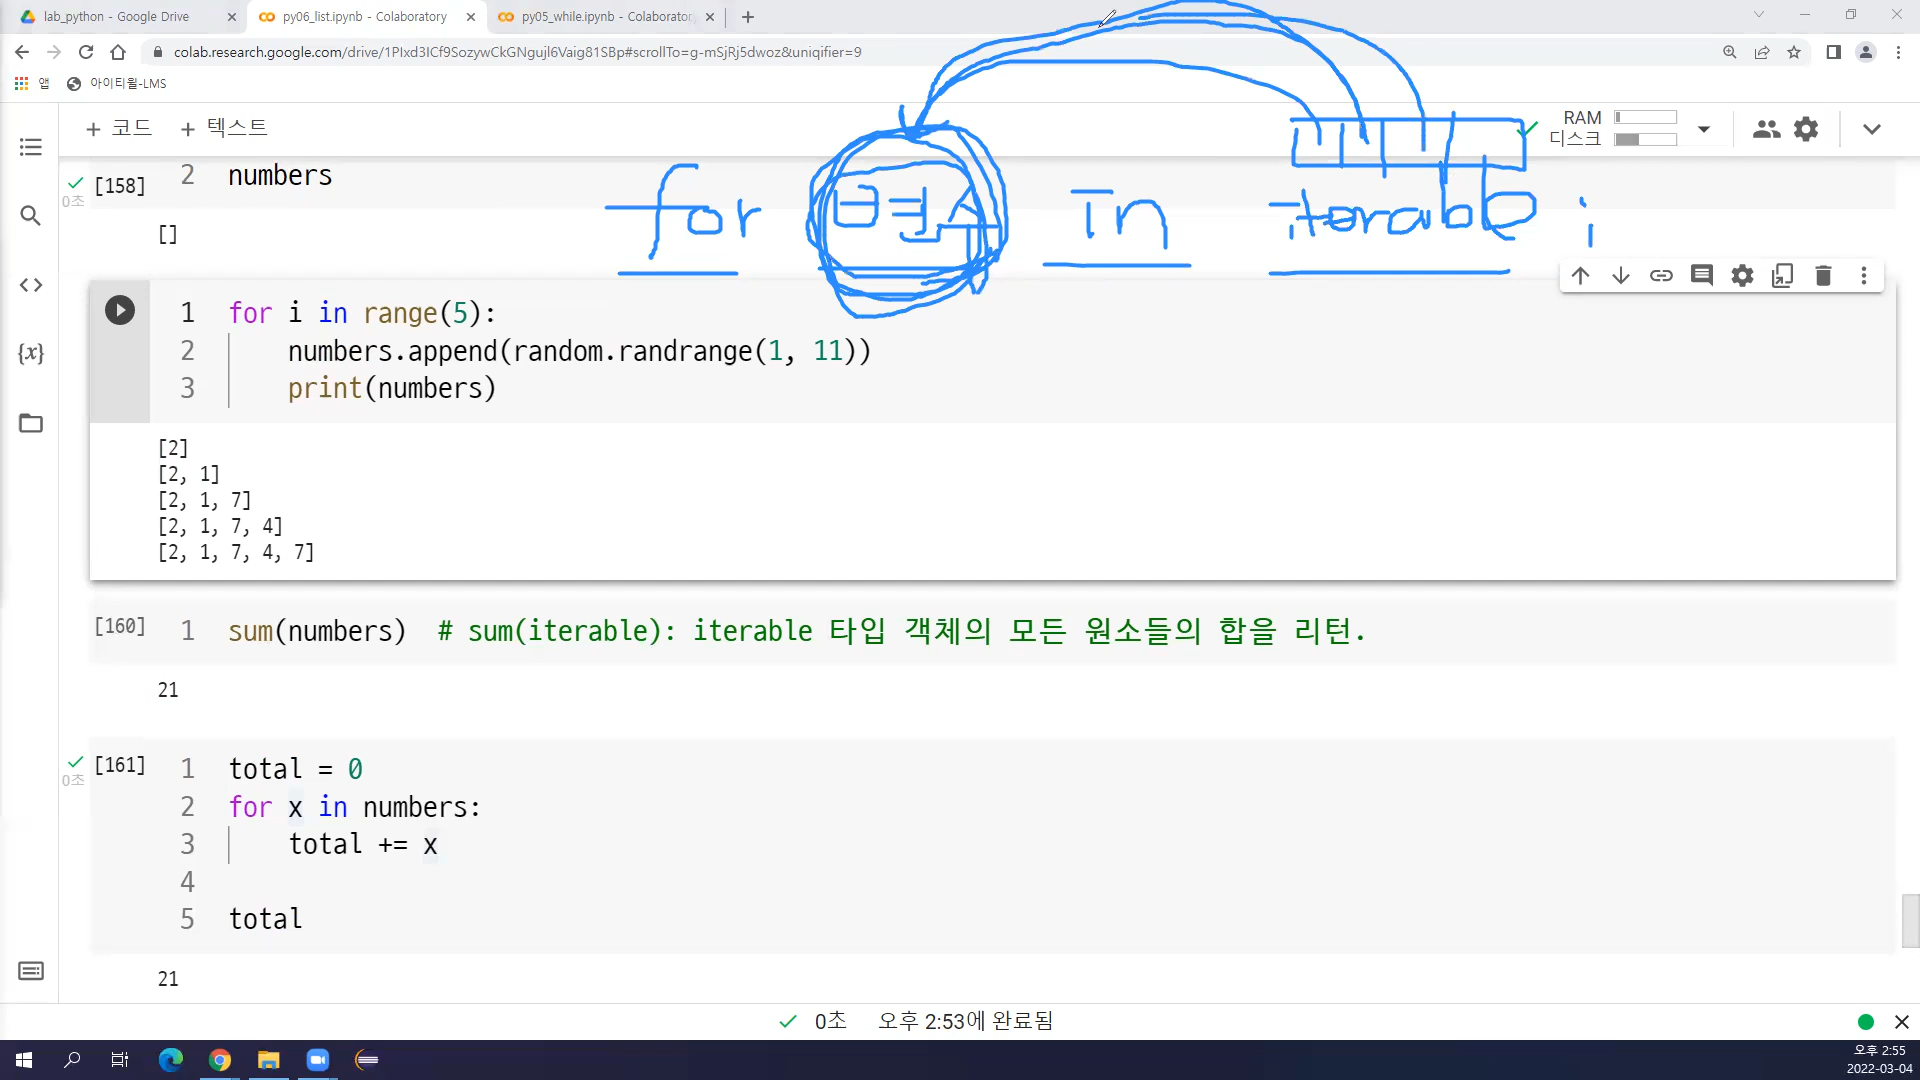 lab_python - Google Drive
py06_list.ipynb - Colaboratory
py05_while.ipynb - Colaborator
colab.research.google.com/drive/1PIxd3ICf9SozywCkGNgujl6Vaig81SBp#scrollTo=g-mSjRj5dwoz&uniqifier=9
앱 아이티윌-LMS
+ 코드 + 텍스트
RAM
디스크
[158] 2 numbers
0초
for 변수 in iterable :
[]
1 for i in range(5):
2 numbers.append(random.randrange(1, 11))
3 print(numbers)
[2]
[2, 1]
[2, 1, 7]
[2, 1, 7, 4]
[2, 1, 7, 4, 7]
[160] 1 sum(numbers) # sum(iterable): iterable 타입 객체의 모든 원소들의 합을 리턴.
21
[161] 1 total = 0
0초
2 for x in numbers:
3 total += x
4
5 total
21
0초 오후 2:53에 완료됨
오후 2:55
2022-03-04